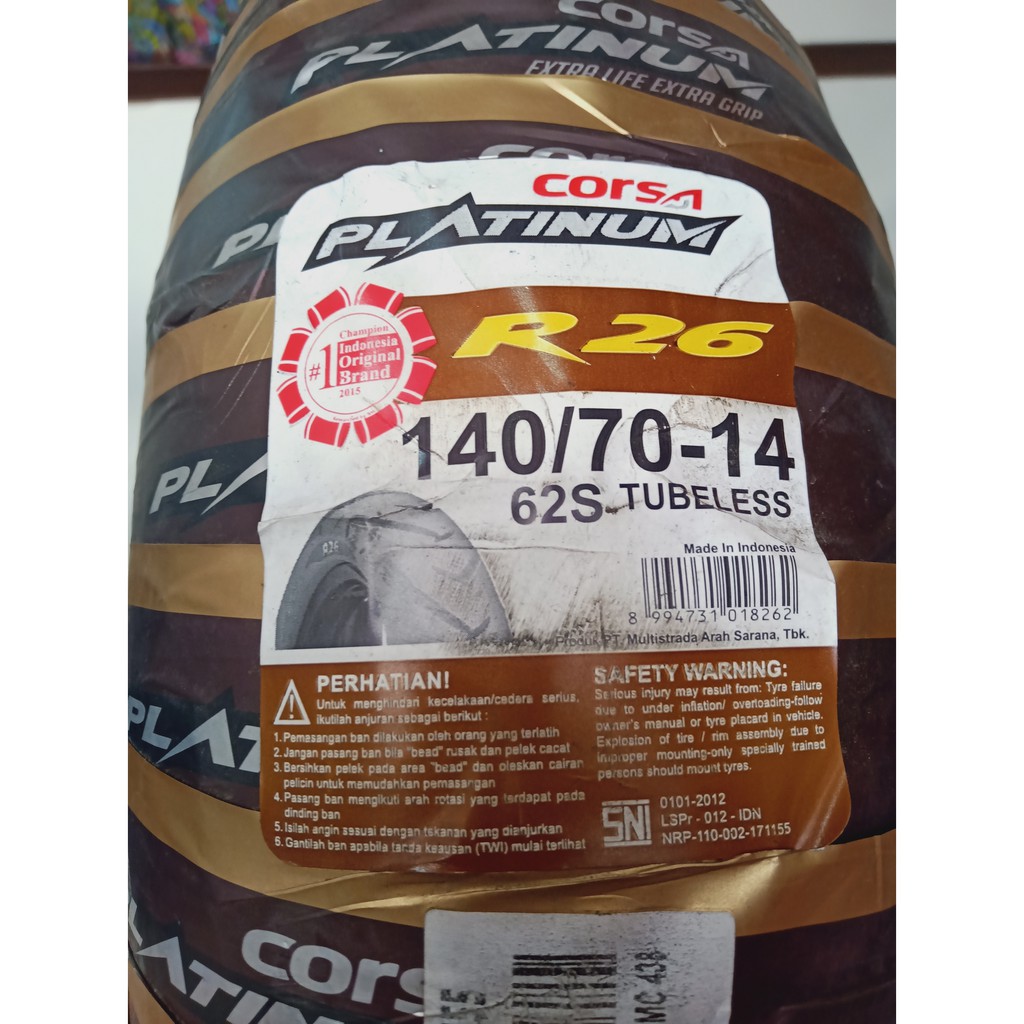 corsA
PLATINUM
EXTRA LIFE EXTRA GRIP
corsA
PLATINUM
Champion
#1 Indonesia
Original
Brand
2015
R26
140/70-14
62S TUBELESS
R26
Made In Indonesia
8 994731 018262
Produk PT. Multistrada Arah Sarana, Tbk.
PERHATIAN!
Untuk menghindari kecelakaan/cedera serius,
ikutilah anjuran sebagai berikut :
1. Pemasangan ban dilakukan oleh orang yang terlatih
2. Jangan pasang ban bila "bead" rusak dan pelek cacat
3. Bersihkan pelek pada area "bead" dan oleskan cairan
pelicin untuk memudahkan pemasangan
4. Pasang ban mengikuti arah rotasi yang terdapat pada
dinding ban
5. Isilah angin sesuai dengan tekanan yang dianjurkan
6. Gantilah ban apabila tanda keausan (TWI) mulai terlihat
SAFETY WARNING:
Serious injury may result from: Tyre failure
due to under inflation/ overloading-follow
owner's manual or tyre placard in vehicle.
Explosion of tire / rim assembly due to
improper mounting-only specially trained
persons should mount tyres.
SNI
0101-2012
LSPr - 012 - IDN
NRP-110-002-171155
PLATINUM
corsA
MC 438